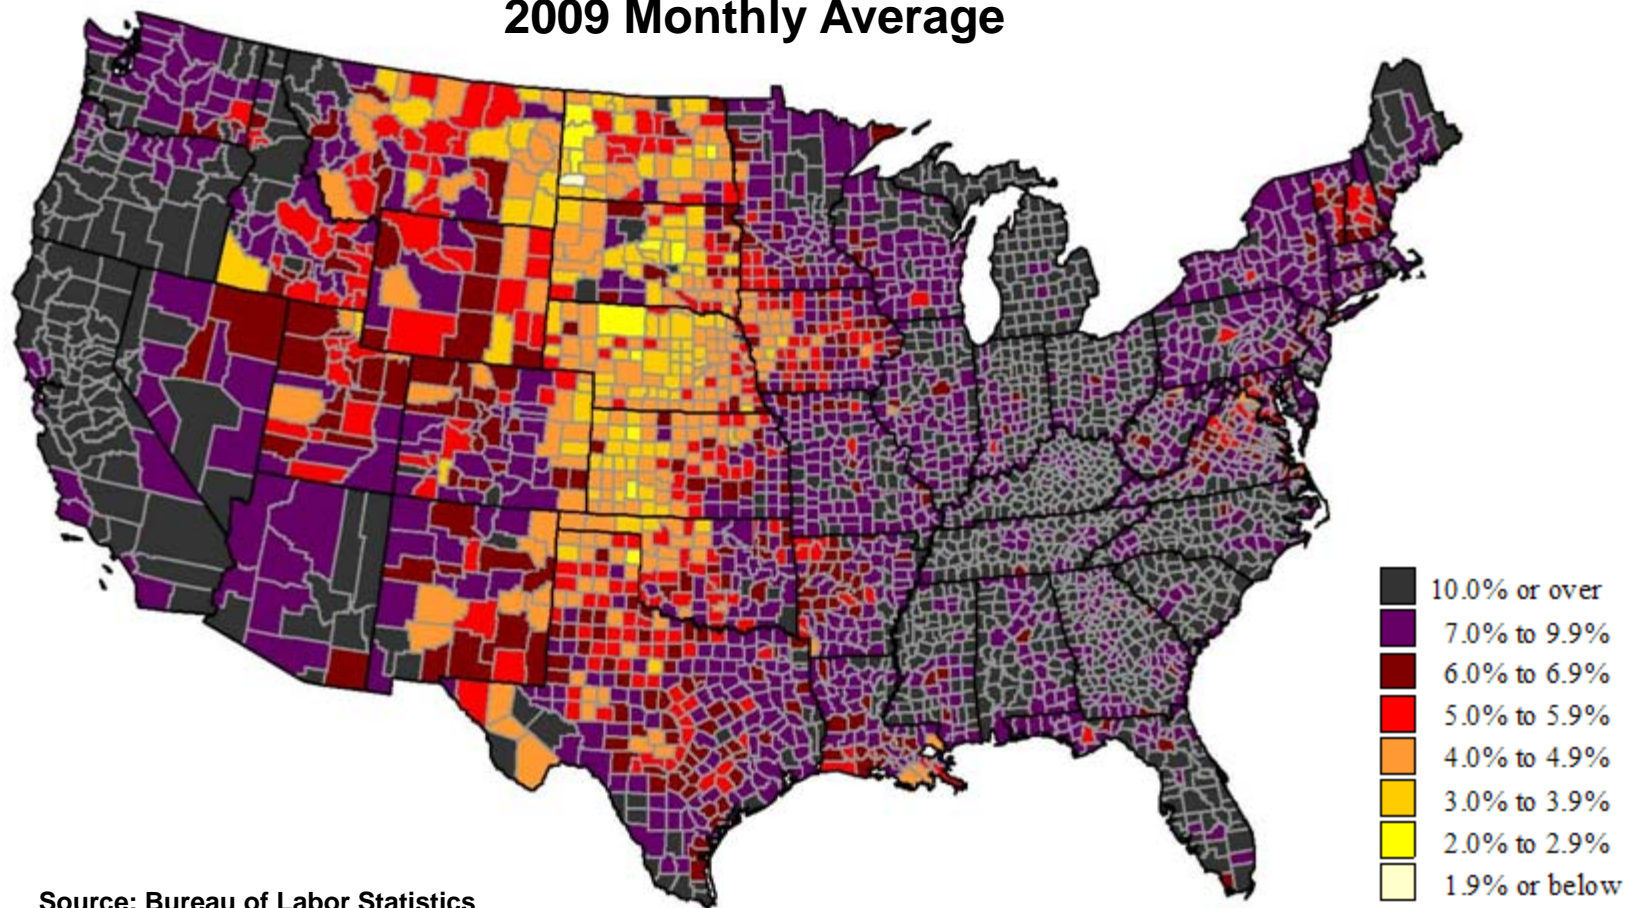 2009 Monthly Average
10.0% or over
7.0% to 9.9%
6.0% to 6.9%
5.0% to 5.9%
4.0% to 4.9%
3.0% to 3.9%
2.0% to 2.9%
1.9% or below
Source: Bureau of Labor Statistics